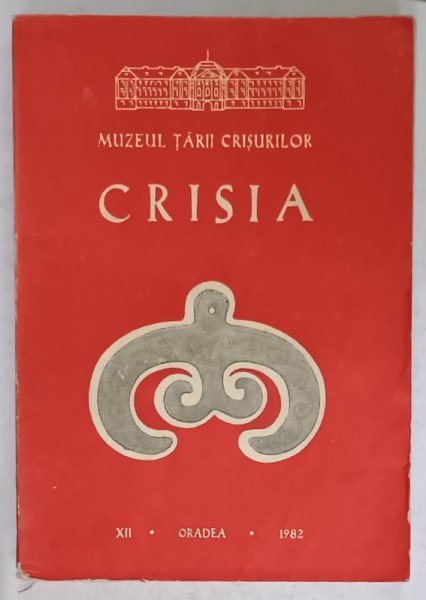 MUZEUL ȚĂRII CRIȘURILOR
CRISIA
XII • ORADEA • 1982